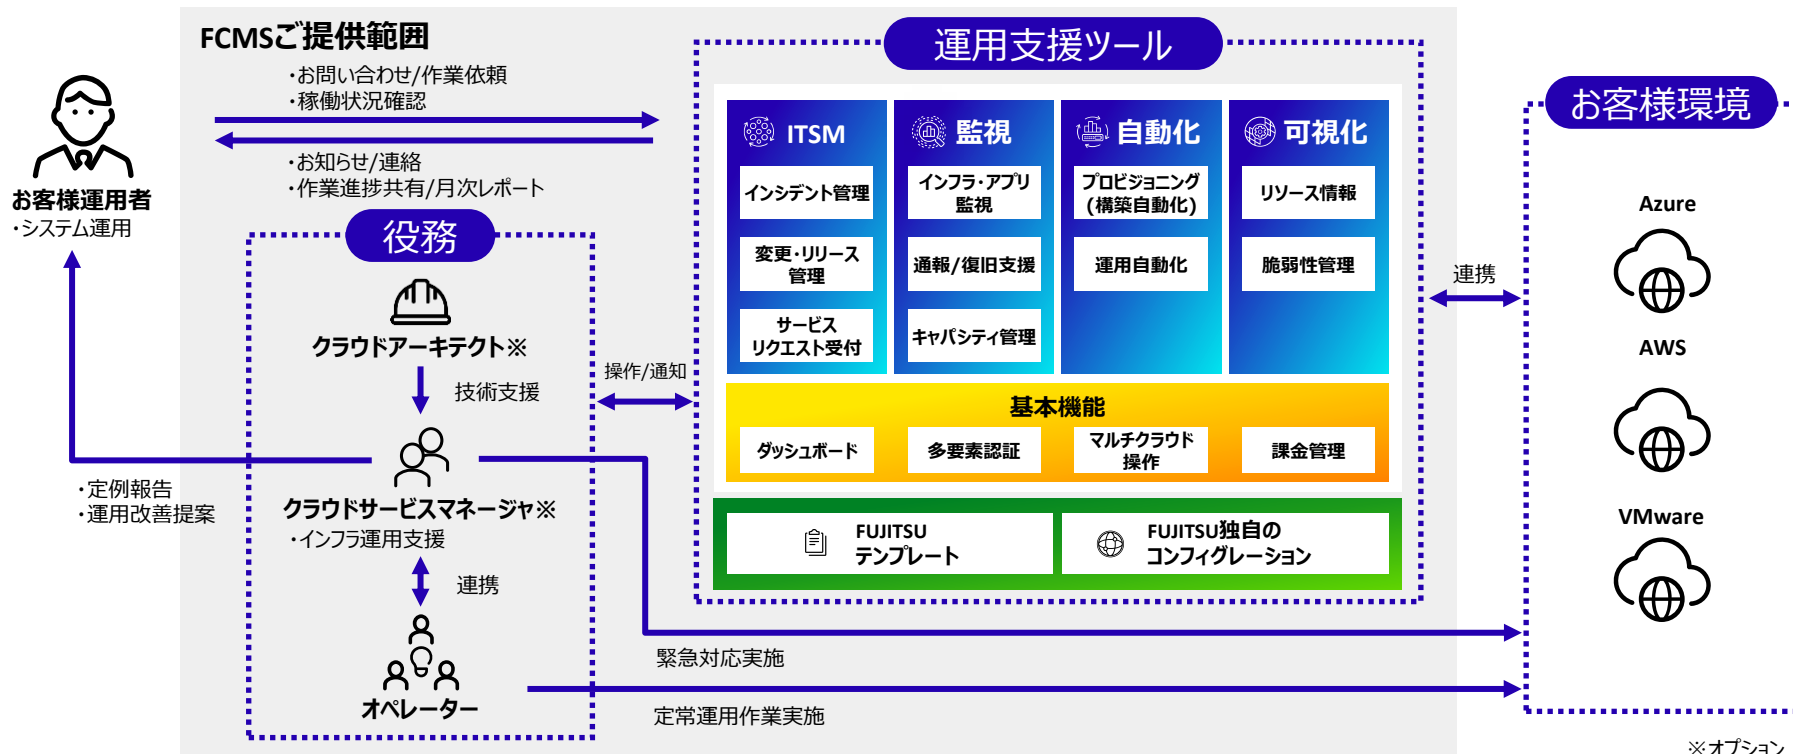 FCMSご提供範囲
・お問い合わせ/作業依頼
・稼働状況確認
・お知らせ/連絡
・作業進捗共有/月次レポート
お客様運用者
・システム運用
役務
クラウドアーキテクト※
技術支援
クラウドサービスマネージャ※
・インフラ運用支援
連携
オペレーター
・定例報告
・運用改善提案
操作/通知
運用支援ツール
ITSM
インシデント管理
変更・リリース
管理
サービス
リクエスト受付
監視
インフラ・アプリ
監視
通報/復旧支援
キャパシティ管理
自動化
プロビジョニング
(構築自動化)
運用自動化
可視化
リソース情報
脆弱性管理
基本機能
ダッシュボード
多要素認証
マルチクラウド
操作
課金管理
FUJITSU
テンプレート
FUJITSU独自の
コンフィグレーション
緊急対応実施
定常運用作業実施
連携
お客様環境
Azure
AWS
VMware
※オプション